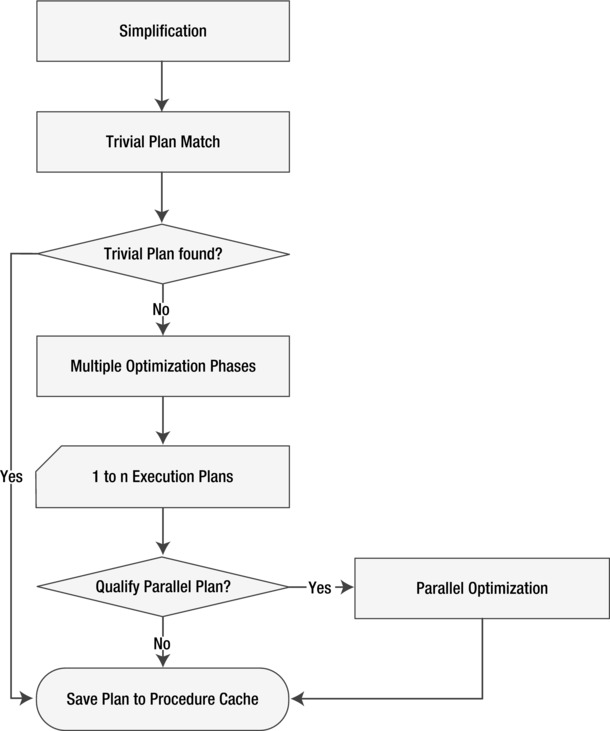 Simplification
Trivial Plan Match
Trivial Plan found?
No
Multiple Optimization Phases
Yes
1 to n Execution Plans
Qualify Parallel Plan?
Yes
Parallel Optimization
No
Save Plan to Procedure Cache